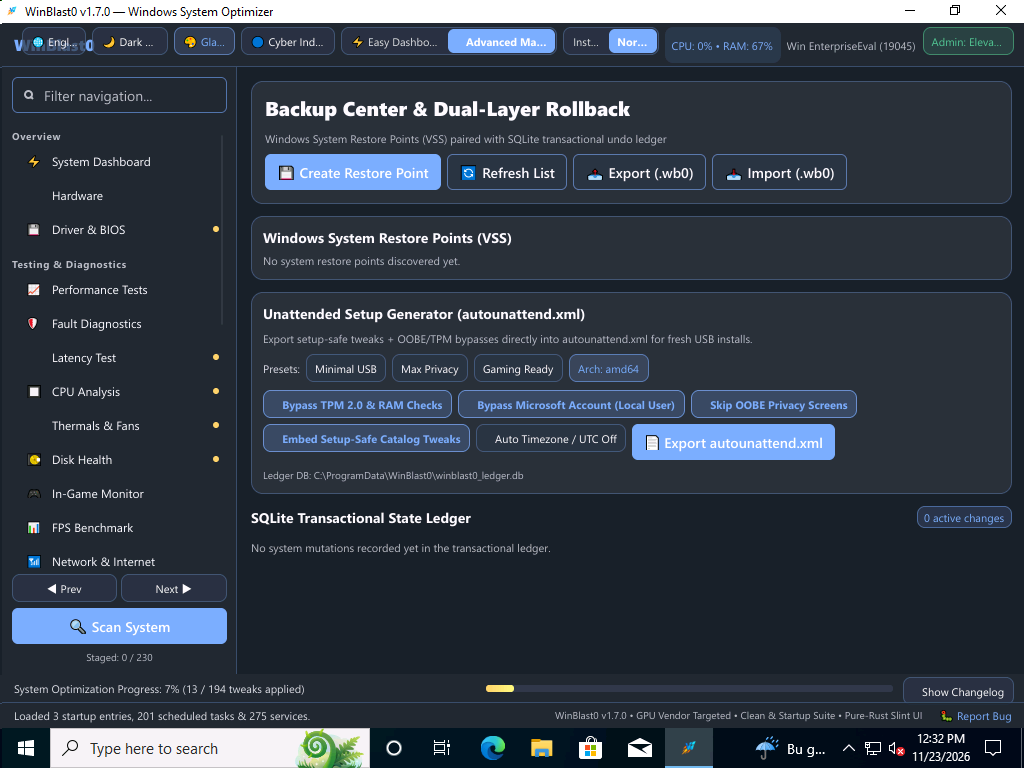 WinBlast0 v1.7.0 — Windows System Optimizer
Engl...
Dark ...
Gla...
Cyber Ind...
Easy Dashbo...
Advanced Ma...
Inst...
Nor...
CPU: 0% • RAM: 67%
Win EnterpriseEval (19045)
Admin: Eleva...
Filter navigation...
Overview
System Dashboard
Hardware
Driver & BIOS
Testing & Diagnostics
Performance Tests
Fault Diagnostics
Latency Test
CPU Analysis
Thermals & Fans
Disk Health
In-Game Monitor
FPS Benchmark
Network & Internet
◀ Prev
Next ▶
Scan System
Staged: 0 / 230
Backup Center & Dual-Layer Rollback
Windows System Restore Points (VSS) paired with SQLite transactional undo ledger
Create Restore Point
Refresh List
Export (.wb0)
Import (.wb0)
Windows System Restore Points (VSS)
No system restore points discovered yet.
Unattended Setup Generator (autounattend.xml)
Export setup-safe tweaks + OOBE/TPM bypasses directly into autounattend.xml for fresh USB installs.
Presets:
Minimal USB
Max Privacy
Gaming Ready
Arch: amd64
Bypass TPM 2.0 & RAM Checks
Bypass Microsoft Account (Local User)
Skip OOBE Privacy Screens
Embed Setup-Safe Catalog Tweaks
Auto Timezone / UTC Off
Export autounattend.xml
Ledger DB: C:\ProgramData\WinBlast0\winblast0_ledger.db
SQLite Transactional State Ledger
0 active changes
No system mutations recorded yet in the transactional ledger.
System Optimization Progress: 7% (13 / 194 tweaks applied)
Show Changelog
Loaded 3 startup entries, 201 scheduled tasks & 275 services.
WinBlast0 v1.7.0 • GPU Vendor Targeted • Clean & Startup Suite • Pure-Rust Slint UI
Report Bug
Type here to search
Bu g...
12:32 PM
11/23/2026